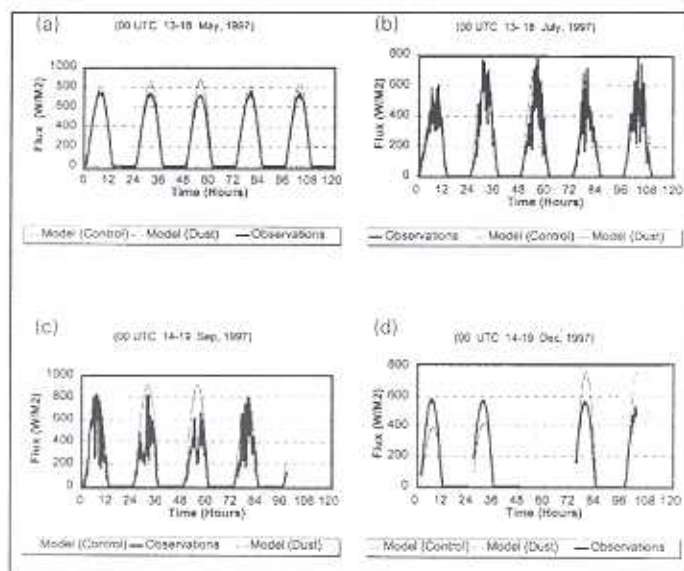 (a)
(00 UTC 13-18 May, 1997)
Flux (W/M2)
1000
800
600
400
200
0
0 12 24 36 48 60 72 84 96 108 120
Time (Hours)
Model (Control) Model (Dust) Observations
(b)
(00 UTC 13-18 July, 1997)
Flux (W/M2)
800
600
400
200
0
0 12 24 36 48 60 72 84 96 108 120
Time (Hours)
Observations Model (Control) Model (Dust)
(c)
(00 UTC 14-19 Sep, 1997)
Flux (W/M2)
1000
800
600
400
200
0
0 12 24 36 48 60 72 84 96 108 120
Time (Hours)
Model (Control) Observations Model (Dust)
(d)
(00 UTC 14-19 Dec, 1997)
Flux (W/M2)
800
600
400
200
0
0 12 24 36 48 60 72 84 96 108 120
Time (Hours)
Model (Control) Model (Dust) Observations